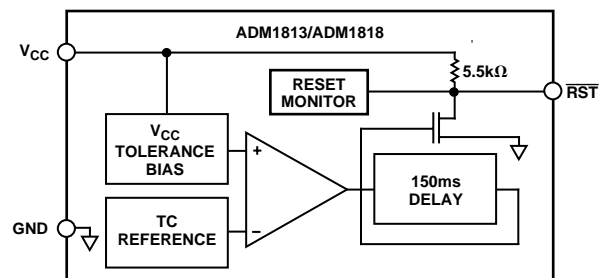 ADM1813/ADM1818
VCC
5.5kΩ
RESET
MONITOR
RST
VCC
TOLERANCE
BIAS
+
150ms
DELAY
GND
TC
REFERENCE
−